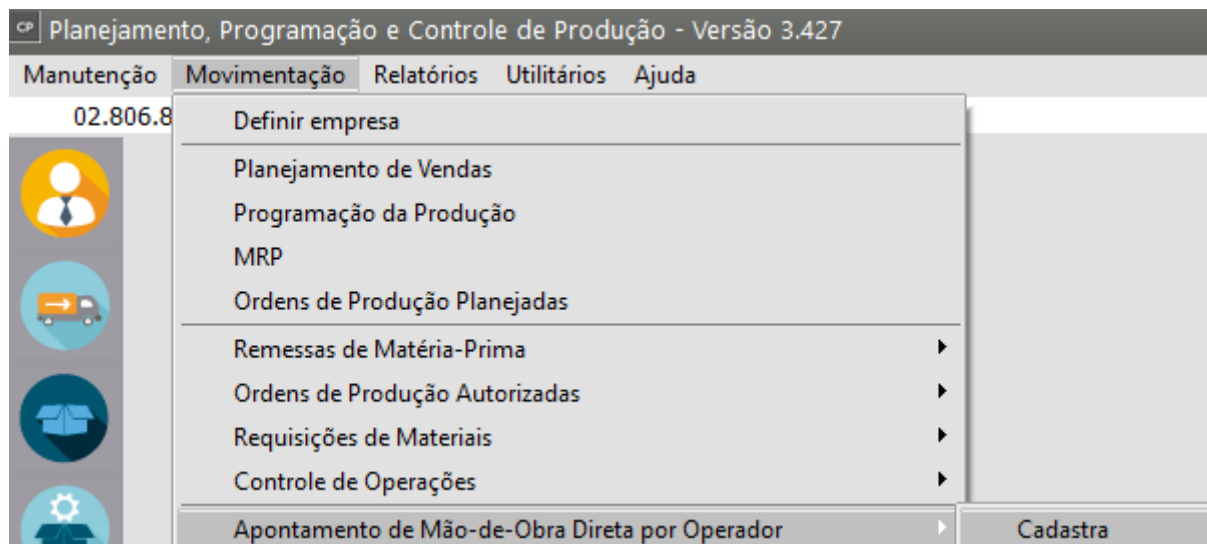 CP Planejamento, Programação e Controle de Produção - Versão 3.427
Manutenção Movimentação Relatórios Utilitários Ajuda
02.806.8
Definir empresa
Planejamento de Vendas
Programação da Produção
MRP
Ordens de Produção Planejadas
Remessas de Matéria-Prima
Ordens de Produção Autorizadas
Requisições de Materiais
Controle de Operações
Apontamento de Mão-de-Obra Direta por Operador Cadastra